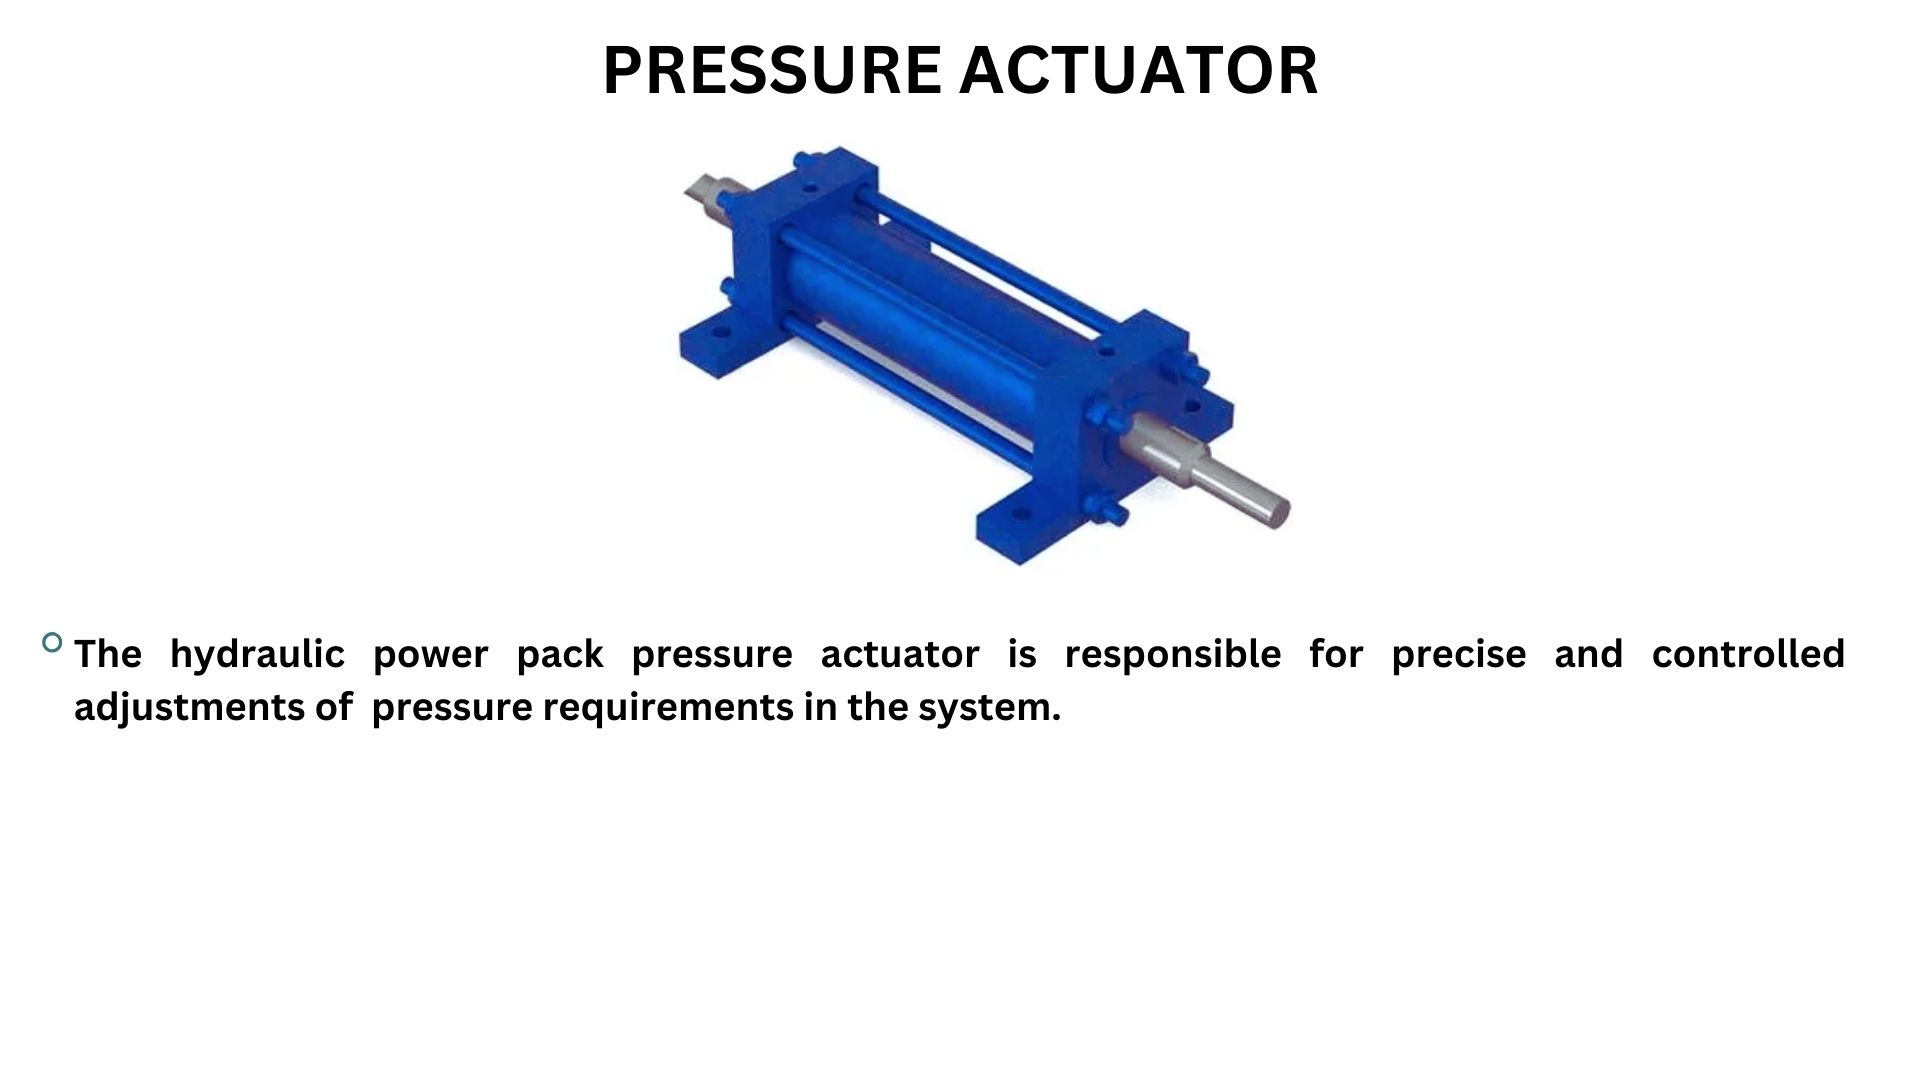 PRESSURE ACTUATOR
The hydraulic power pack pressure actuator is responsible for precise and controlled
adjustments of  pressure requirements in the system.